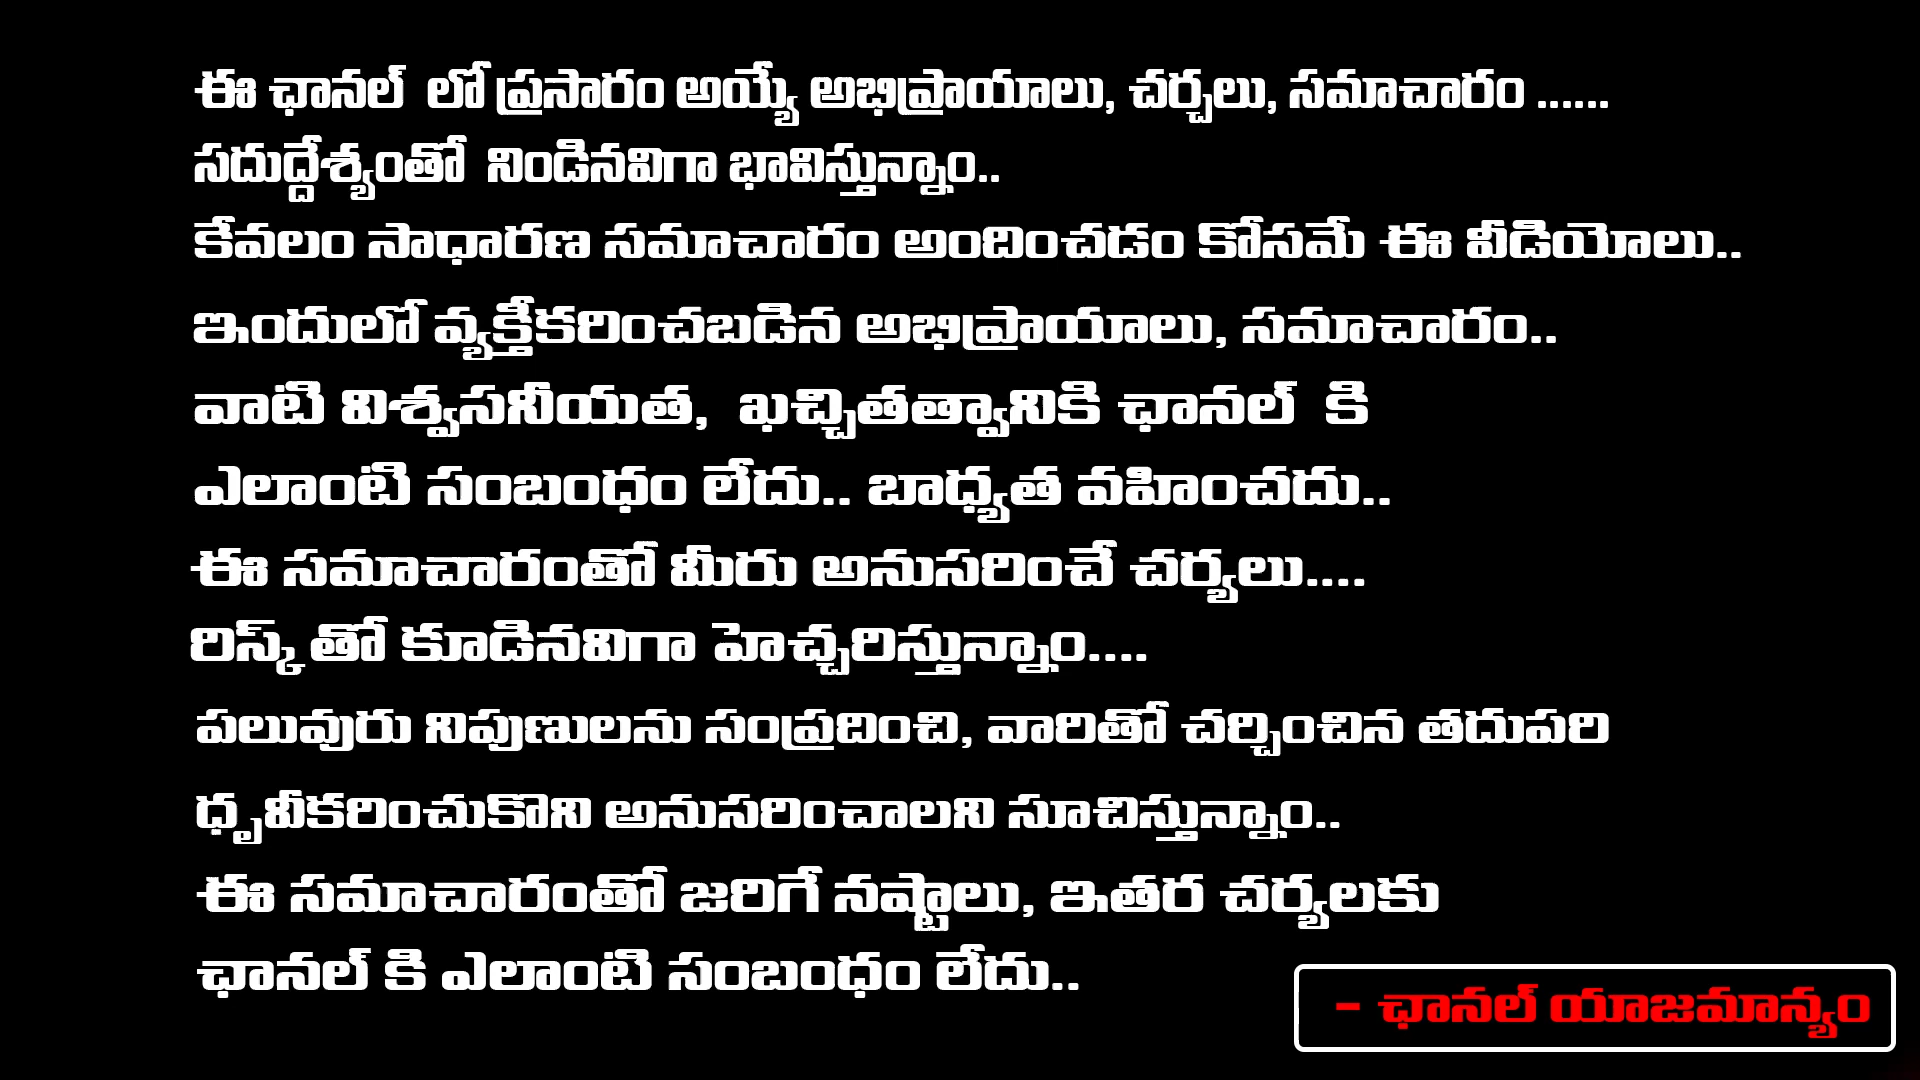 ఈ ఛానల్ లో ప్రసారం అయ్యే అభిప్రాయాలు, చర్చలు, సమాచారం ......
సదుద్దేశ్యంతో నిండినవిగా భావిస్తున్నాం..
కేవలం సాధారణ సమాచారం అందించడం కోసమే ఈ వీడియోలు..
ఇందులో వ్యక్తీకరించబడిన అభిప్రాయాలు, సమాచారం..
వాటి విశ్వసనీయత, ఖచ్చితత్వానికి ఛానల్ కి
ఎలాంటి సంబంధం లేదు.. బాధ్యత వహించదు..
ఈ సమాచారంతో మీరు అనుసరించే చర్యలు....
రిస్క్ తో కూడినవిగా హెచ్చరిస్తున్నాం....
పలువురు నిపుణులను సంప్రదించి, వారితో చర్చించిన తదుపరి
ధృవీకరించుకొని అనుసరించాలని సూచిస్తున్నాం..
ఈ సమాచారంతో జరిగే నష్టాలు, ఇతర చర్యలకు
ఛానల్ కి ఎలాంటి సంబంధం లేదు..
- ఛానల్ యాజమాన్యం